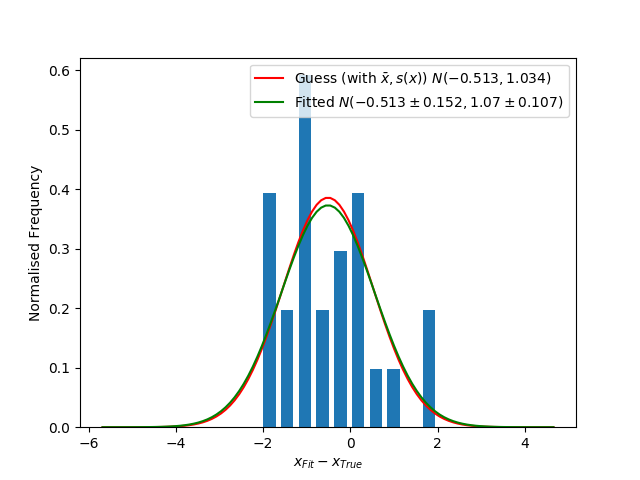 Guess (with x̄, s(x)) N(−0.513, 1.034)
Fitted N(−0.513 ± 0.152, 1.07 ± 0.107)
0.6
0.5
0.4
0.3
0.2
0.1
0.0
Normalised Frequency
−6 −4 −2 0 2 4
x_Fit − x_True